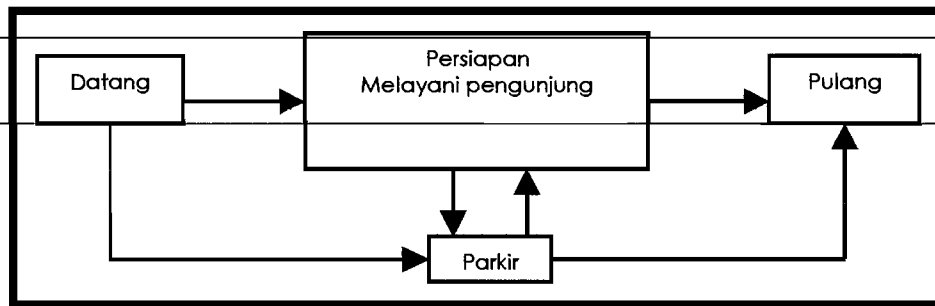 Datang
Persiapan
Melayani pengunjung
Pulang
Parkir